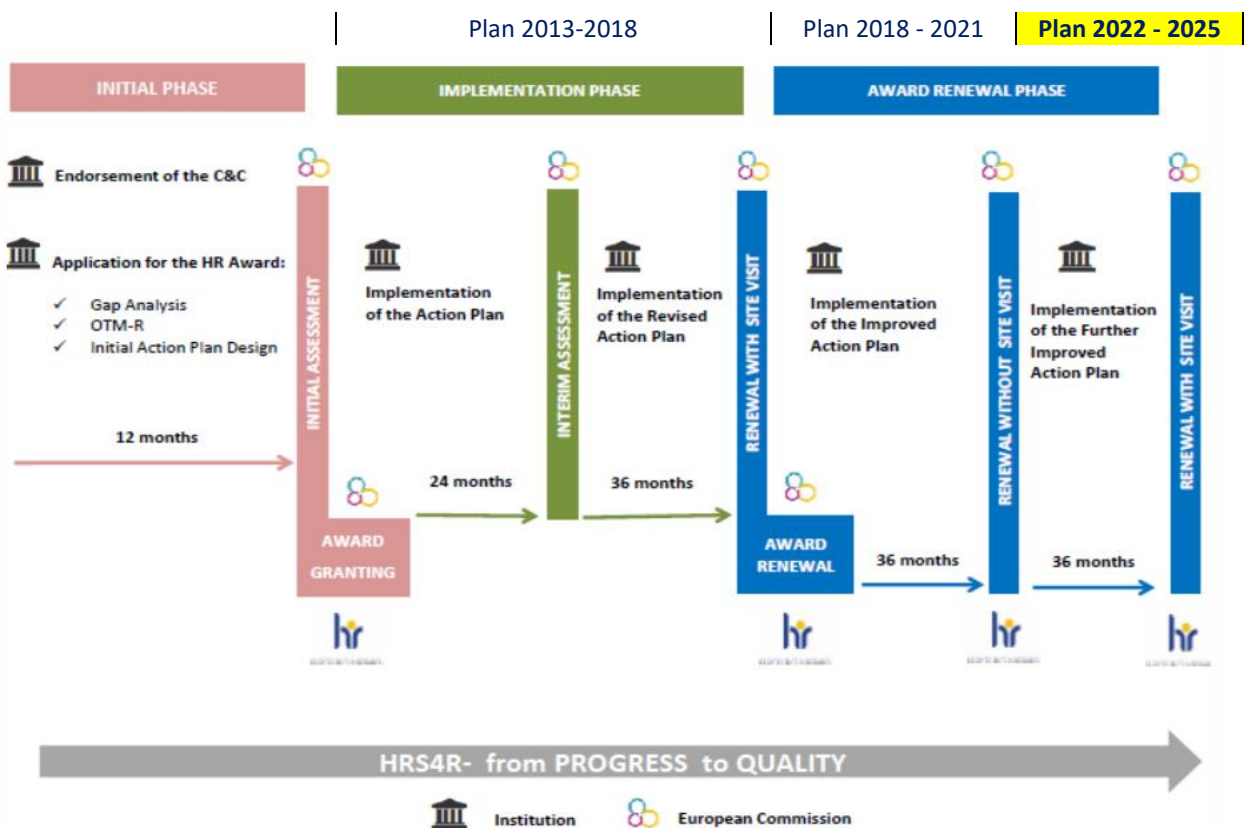 Plan 2013-2018
Plan 2018 - 2021
Plan 2022 - 2025
INITIAL PHASE
IMPLEMENTATION PHASE
AWARD RENEWAL PHASE
Endorsement of the C&C
Application for the HR Award:
✓ Gap Analysis
✓ OTM-R
✓ Initial Action Plan Design
12 months
INITIAL ASSESSMENT
AWARD
GRANTING
hr
Implementation
of the Action Plan
24 months
INTERIM ASSESSMENT
Implementation
of the Revised
Action Plan
36 months
RENEWAL WITH SITE VISIT
AWARD
RENEWAL
hr
Implementation
of the Improved
Action Plan
36 months
RENEWAL WITHOUT SITE VISIT
hr
Implementation
of the Further
Improved
Action Plan
36 months
RENEWAL WITH SITE VISIT
hr
HRS4R- from PROGRESS to QUALITY
Institution
European Commission